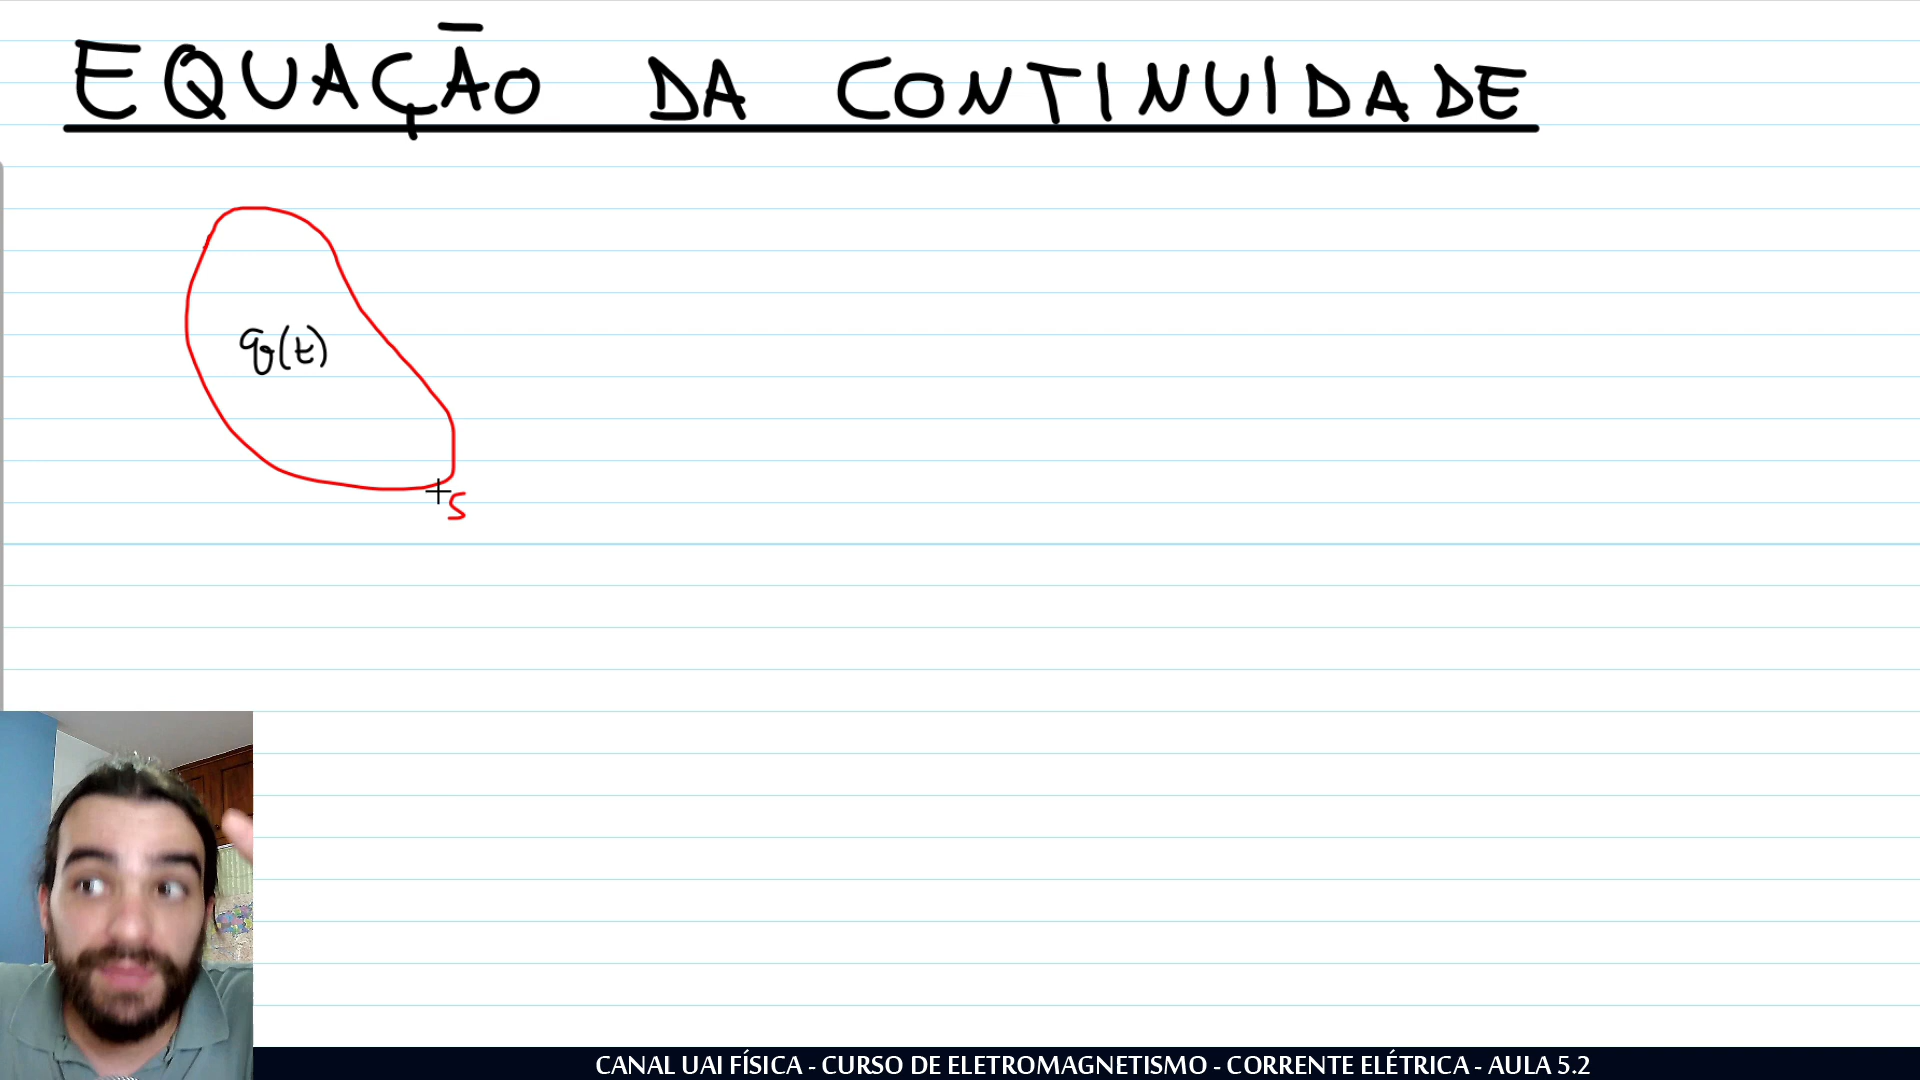 EQUAÇÃO DA CONTINUIDADE
q(t)
S
CANAL UAI FÍSICA - CURSO DE ELETROMAGNETISMO - CORRENTE ELÉTRICA - AULA 5.2